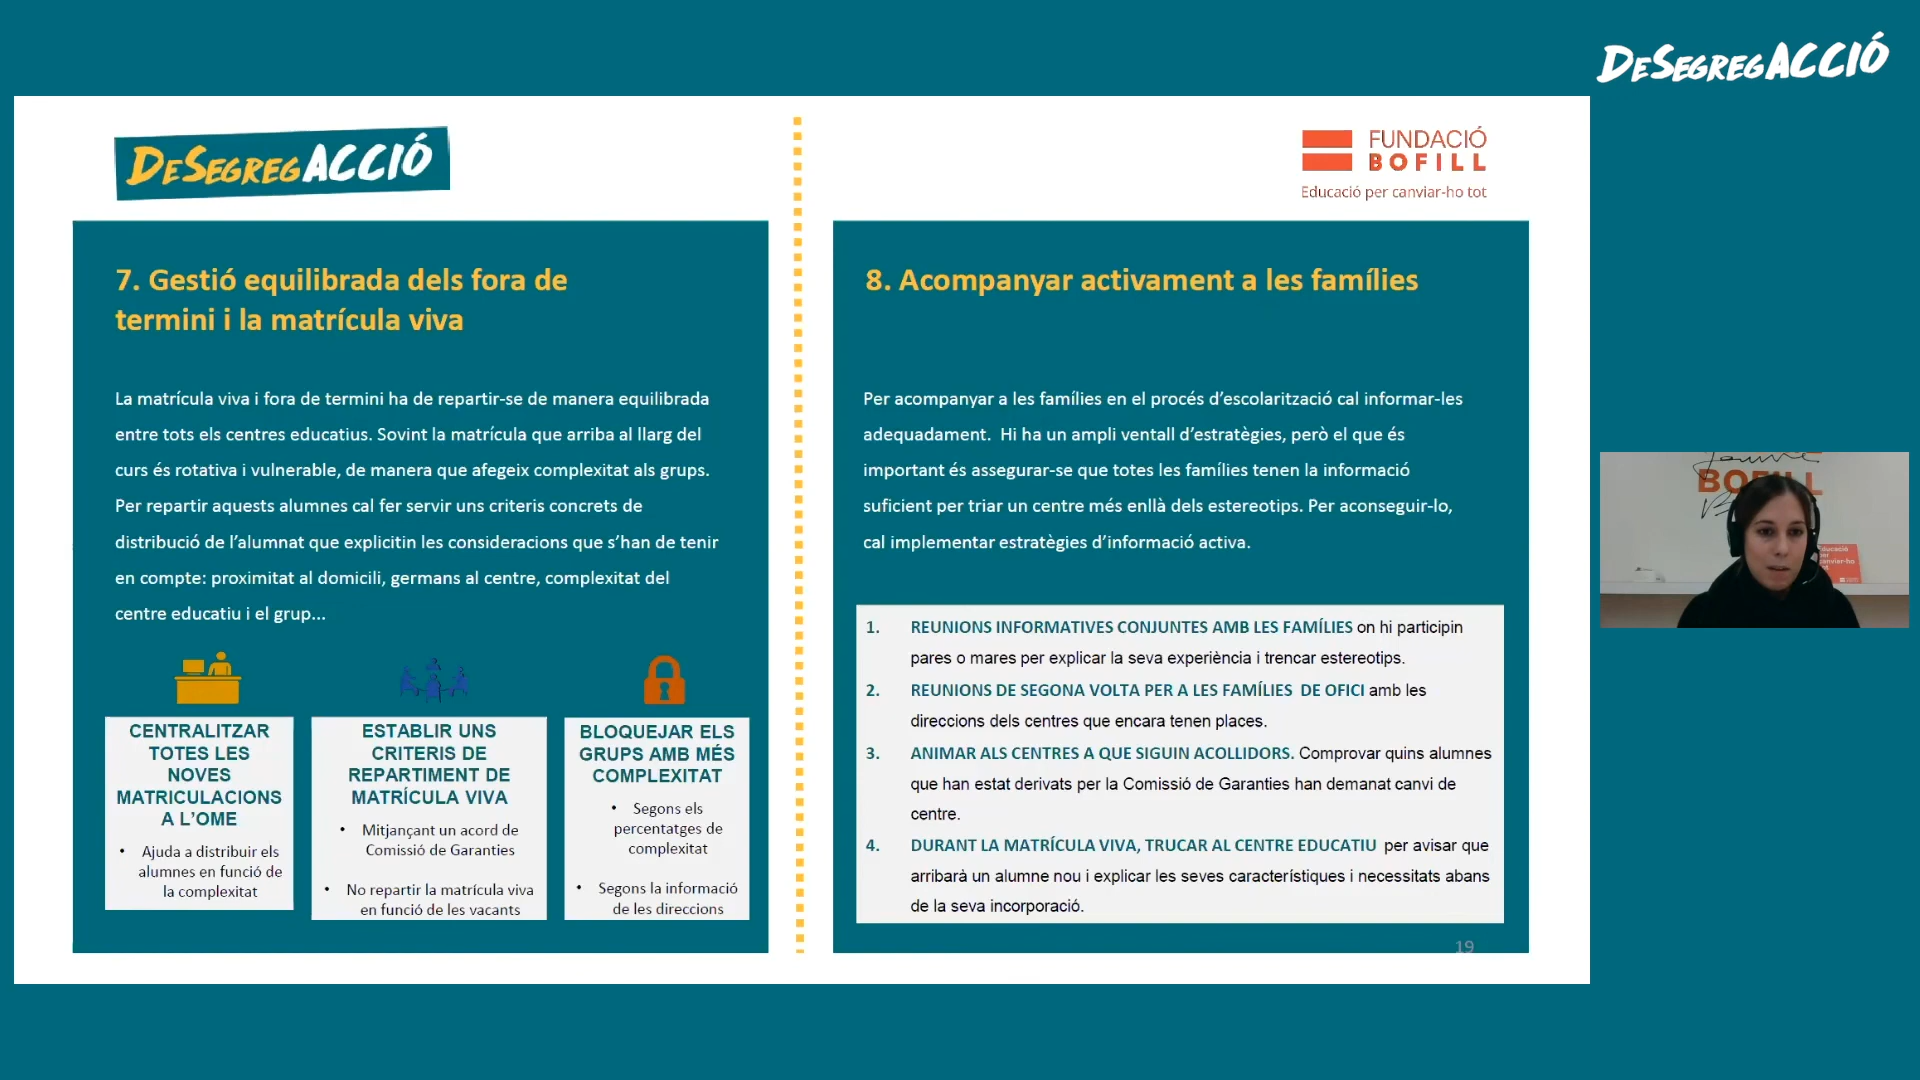 DESEGREGACCIÓ
DESEGREGACCIÓ
FUNDACIÓ
BOFILL
Educació per canviar-ho tot
7. Gestió equilibrada dels fora de
termini i la matrícula viva
La matrícula viva i fora de termini ha de repartir-se de manera equilibrada
entre tots els centres educatius. Sovint la matrícula que arriba al llarg del
curs és rotativa i vulnerable, de manera que afegeix complexitat als grups.
Per repartir aquests alumnes cal fer servir uns criteris concrets de
distribució de l’alumnat que explicitin les consideracions que s’han de tenir
en compte: proximitat al domicili, germans al centre, complexitat del
centre educatiu i el grup...
CENTRALITZAR
TOTES LES
NOVES
MATRICULACIONS
A L’OME
• Ajuda a distribuir els
alumnes en funció de
la complexitat
ESTABLIR UNS
CRITERIS DE
REPARTIMENT DE
MATRÍCULA VIVA
• Mitjançant un acord de
Comissió de Garanties
• No repartir la matrícula viva
en funció de les vacants
BLOQUEJAR ELS
GRUPS AMB MÉS
COMPLEXITAT
• Segons els
percentatges de
complexitat
• Segons la informació
de les direccions
8. Acompanyar activament a les famílies
Per acompanyar a les famílies en el procés d’escolarització cal informar-les
adequadament. Hi ha un ampli ventall d’estratègies, però el que és
important és assegurar-se que totes les famílies tenen la informació
suficient per triar un centre més enllà dels estereotips. Per aconseguir-lo,
cal implementar estratègies d’informació activa.
1. REUNIONS INFORMATIVES CONJUNTES AMB LES FAMÍLIES on hi participin
pares o mares per explicar la seva experiència i trencar estereotips.
2. REUNIONS DE SEGONA VOLTA PER A LES FAMÍLIES DE OFICI amb les
direccions dels centres que encara tenen places.
3. ANIMAR ALS CENTRES A QUE SIGUIN ACOLLIDORS. Comprovar quins alumnes
que han estat derivats per la Comissió de Garanties han demanat canvi de
centre.
4. DURANT LA MATRÍCULA VIVA, TRUCAR AL CENTRE EDUCATIU per avisar que
arribarà un alumne nou i explicar les seves característiques i necessitats abans
de la seva incorporació.
19